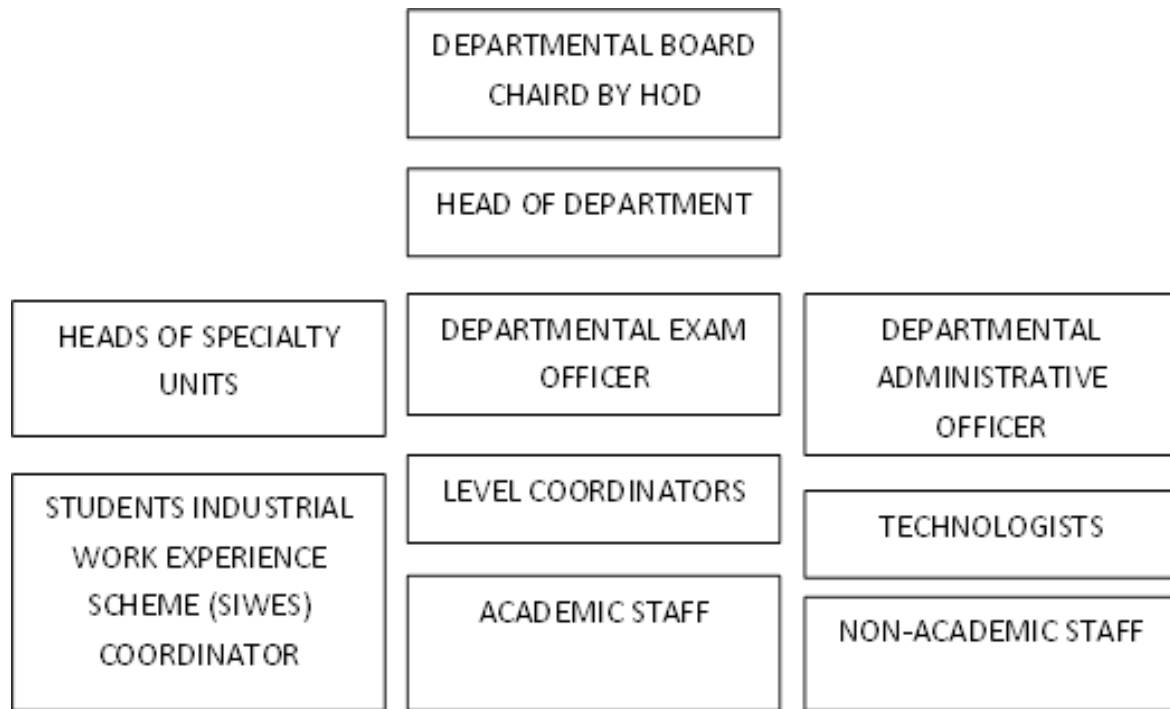 DEPARTMENTAL BOARD
CHAIRD BY HOD
HEAD OF DEPARTMENT
HEADS OF SPECIALTY
UNITS
DEPARTMENTAL EXAM
OFFICER
DEPARTMENTAL
ADMINISTRATIVE
OFFICER
STUDENTS INDUSTRIAL
WORK EXPERIENCE
SCHEME (SIWES)
COORDINATOR
LEVEL COORDINATORS
TECHNOLOGISTS
ACADEMIC STAFF
NON-ACADEMIC STAFF